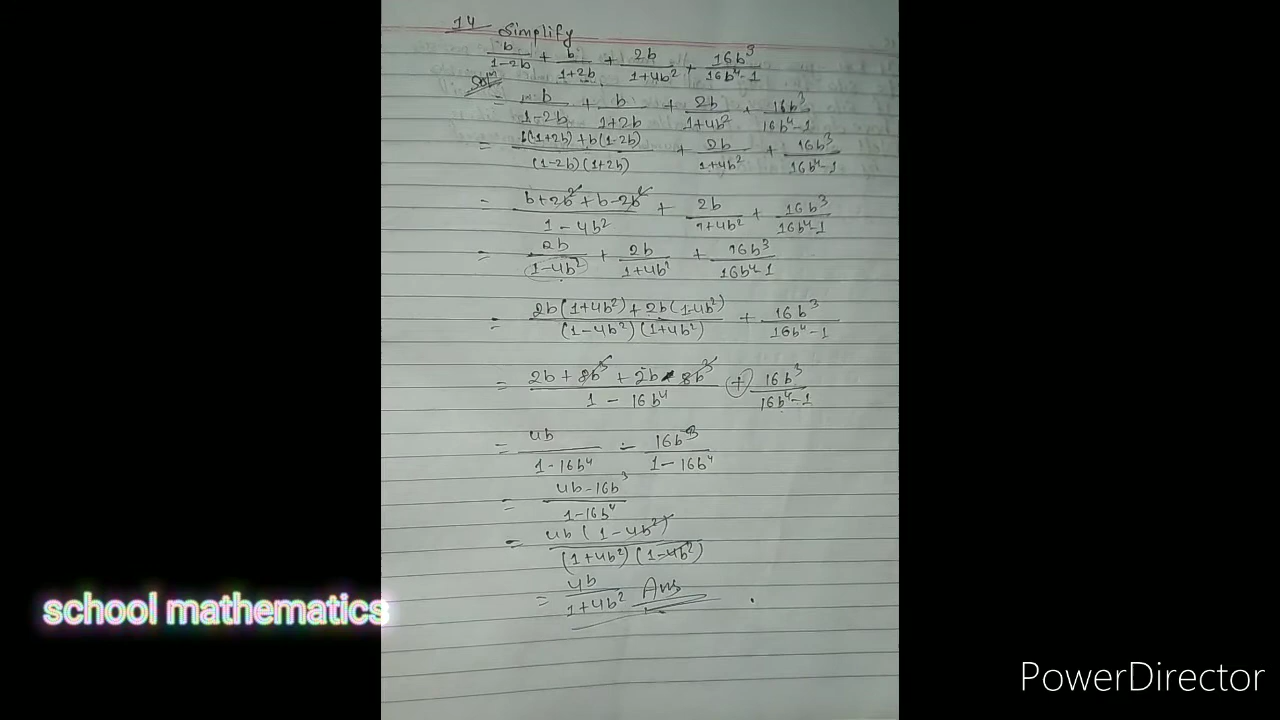 14 Simplify
b/1-2b + b/1+2b + 2b/1+4b² + 16b³/16b⁴-1
Solⁿ
= b/1-2b + b/1+2b + 2b/1+4b² + 16b³/16b⁴-1
= b(1+2b)+b(1-2b)/(1-2b)(1+2b) + 2b/1+4b² + 16b³/16b⁴-1
= b+2b²+b-2b²/1-4b² + 2b/1+4b² + 16b³/16b⁴-1
= 2b/1-4b² + 2b/1+4b² + 16b³/16b⁴-1
= 2b(1+4b²)+2b(1-4b²)/(1-4b²)(1+4b²) + 16b³/16b⁴-1
= 2b+8b³+2b-8b³/1-16b⁴ + 16b³/16b⁴-1
= 4b/1-16b⁴ - 16b³/1-16b⁴
= 4b-16b³/1-16b⁴
= 4b(1-4b²)/(1+4b²)(1-4b²)
= 4b/1+4b² Ans
school mathematics
PowerDirector